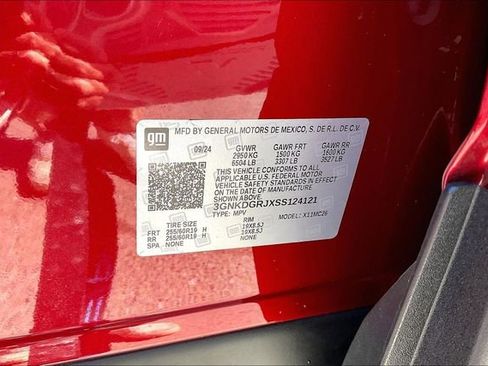 gm MFD BY GENERAL MOTORS DE MEXICO, S. DE R.L. DE C.V.
09/24 GVWR GAWR FRT GAWR RR
2950 KG 1500 KG 1600 KG
6504 LB 3307 LB 3527 LB
THIS VEHICLE CONFORMS TO ALL
APPLICABLE U.S. FEDERAL MOTOR
VEHICLE SAFETY STANDARDS
IN EFFECT ON THE DATE
OF MANUFACTURE SHOWN ABOVE
3GNKDGRJXSS124121
TYPE: MPV MODEL: X11MC26
TIRE SIZE RIM
FRT 255/60R19 H 19X8.5J
RR 255/60R19 H 19X8.5J
SPA NONE NONE